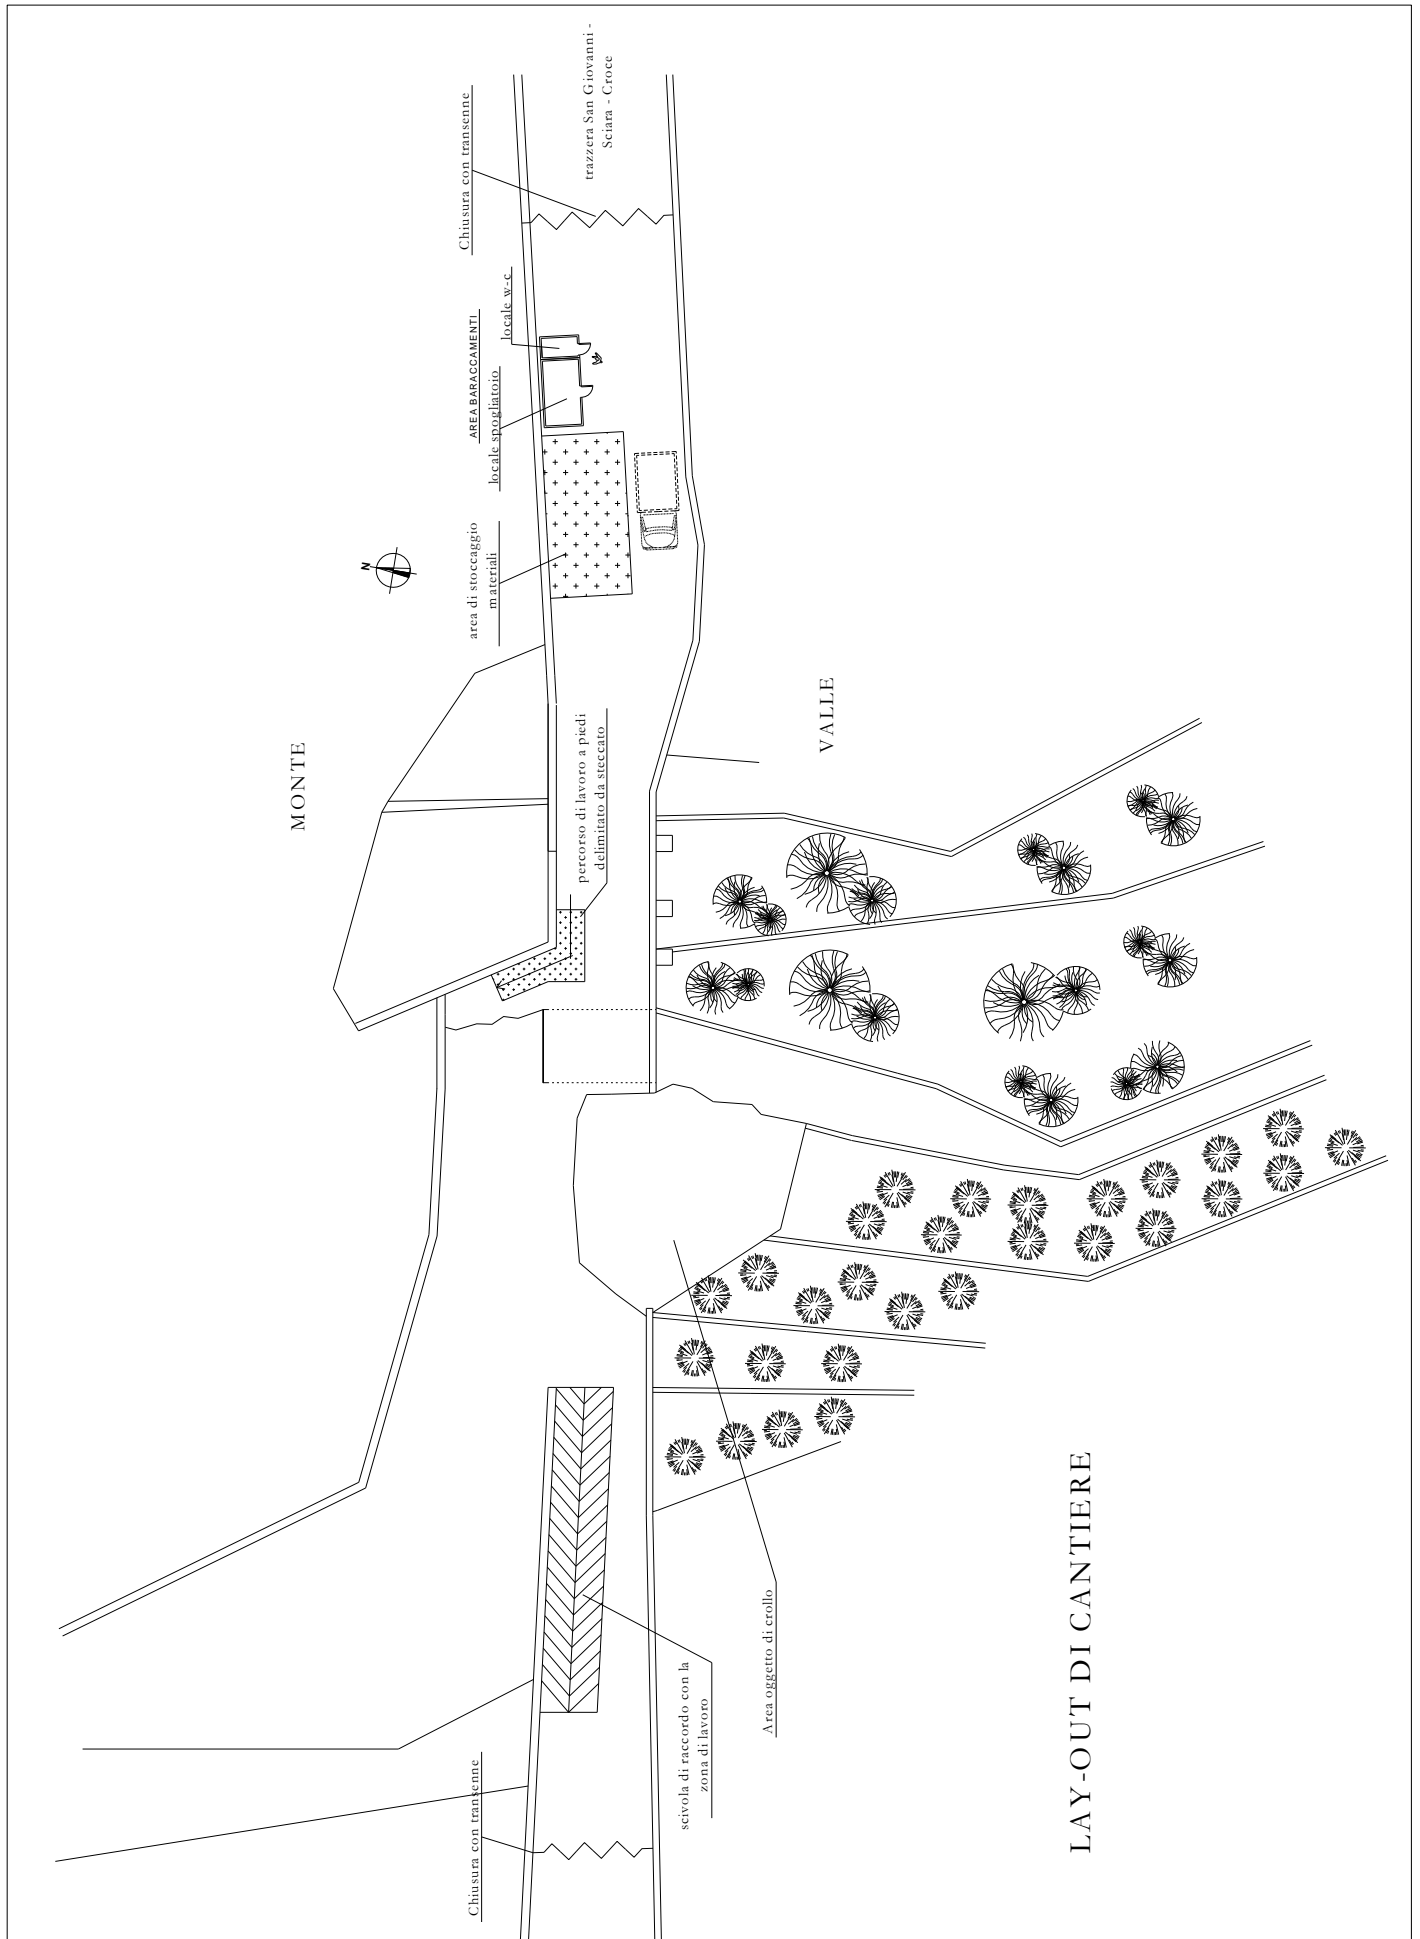 trazzera San Giovanni -
Sciara - Croce
Chiusura con transenne
locale w-c
AREA BARACCAMENTI
locale spogliatoio
area di stoccaggio
materiali
N
MONTE
VALLE
percorso di lavoro a piedi
delimitato da steccato
Area oggetto di crollo
scivola di raccordo con la
zona di lavoro
Chiusura con transenne
LAY-OUT DI CANTIERE